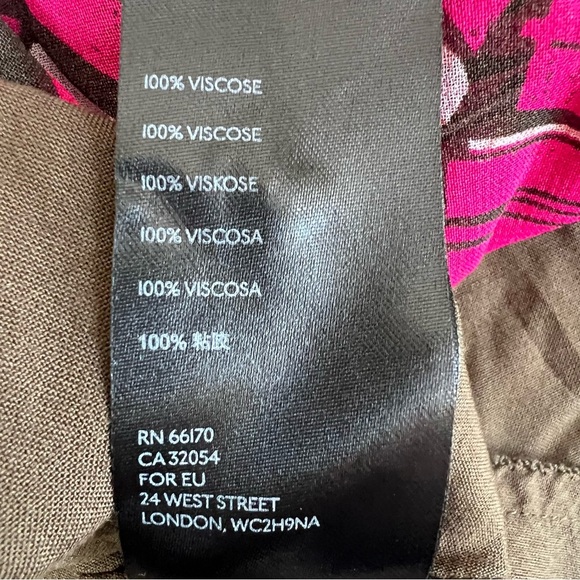 100% VISCOSE
100% VISCOSE
100% VISKOSE
100% VISCOSA
100% VISCOSA
100% 粘胶
RN 66170
CA 32054
FOR EU
24 WEST STREET
LONDON, WC2H9NA